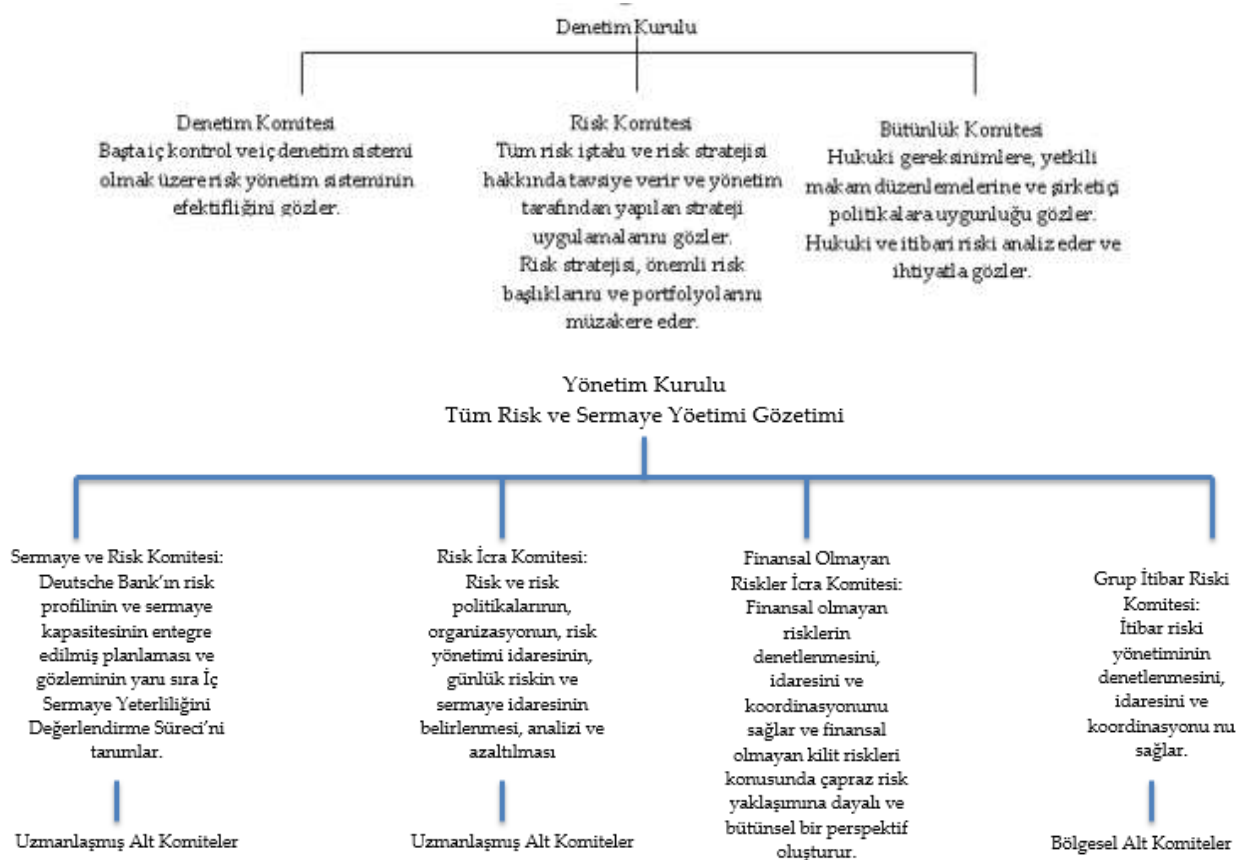 Denetim Kurulu
Denetim Komitesi
Başta iç kontrol ve iç denetim sistemi
olmak üzere risk yönetim sisteminin
efektifliğini gözler.
Risk Komitesi
Tüm risk iştahı ve risk stratejisi
hakkında tavsiye verir ve yönetim
tarafından yapılan strateji
uygulamalarını gözler.
Risk stratejisi, önemli risk
başlıklarını ve portfolyolarını
müzakere eder.
Bütünlük Komitesi
Hukuki gereksinimlere, yetkili
makam düzenlemelerine ve şirketiçi
politikalara uygunluğu gözler.
Hukuki ve itibari riski analiz eder ve
ihtiyatla gözler.
Yönetim Kurulu
Tüm Risk ve Sermaye Yöetimi Gözetimi
Sermaye ve Risk Komitesi:
Deutsche Bank’ın risk
profilinin ve sermaye
kapasitesinin entegre
edilmiş planlaması ve
gözleminin yanı sıra İç
Sermaye Yeterliliğini
Değerlendirme Süreci’ni
tanımlar.
Uzmanlaşmış Alt Komiteler
Risk İcra Komitesi:
Risk ve risk
politikalarının,
organizasyonun, risk
yönetimi idaresinin,
günlük riskin ve
sermaye idaresinin
belirlenmesi, analizi ve
azaltılması
Uzmanlaşmış Alt Komiteler
Finansal Olmayan
Riskler İcra Komitesi:
Finansal olmayan
risklerin
denetlenmesini,
idaresini ve
koordinasyonunu
sağlar ve finansal
olmayan kilit riskleri
konusunda çapraz risk
yaklaşımına dayalı ve
bütünsel bir perspektif
oluşturur.
Grup İtibar Riski
Komitesi:
İtibar riski
yönetiminin
denetlenmesini,
idaresini ve
koordinasyonu nu
sağlar.
Bölgesel Alt Komiteler